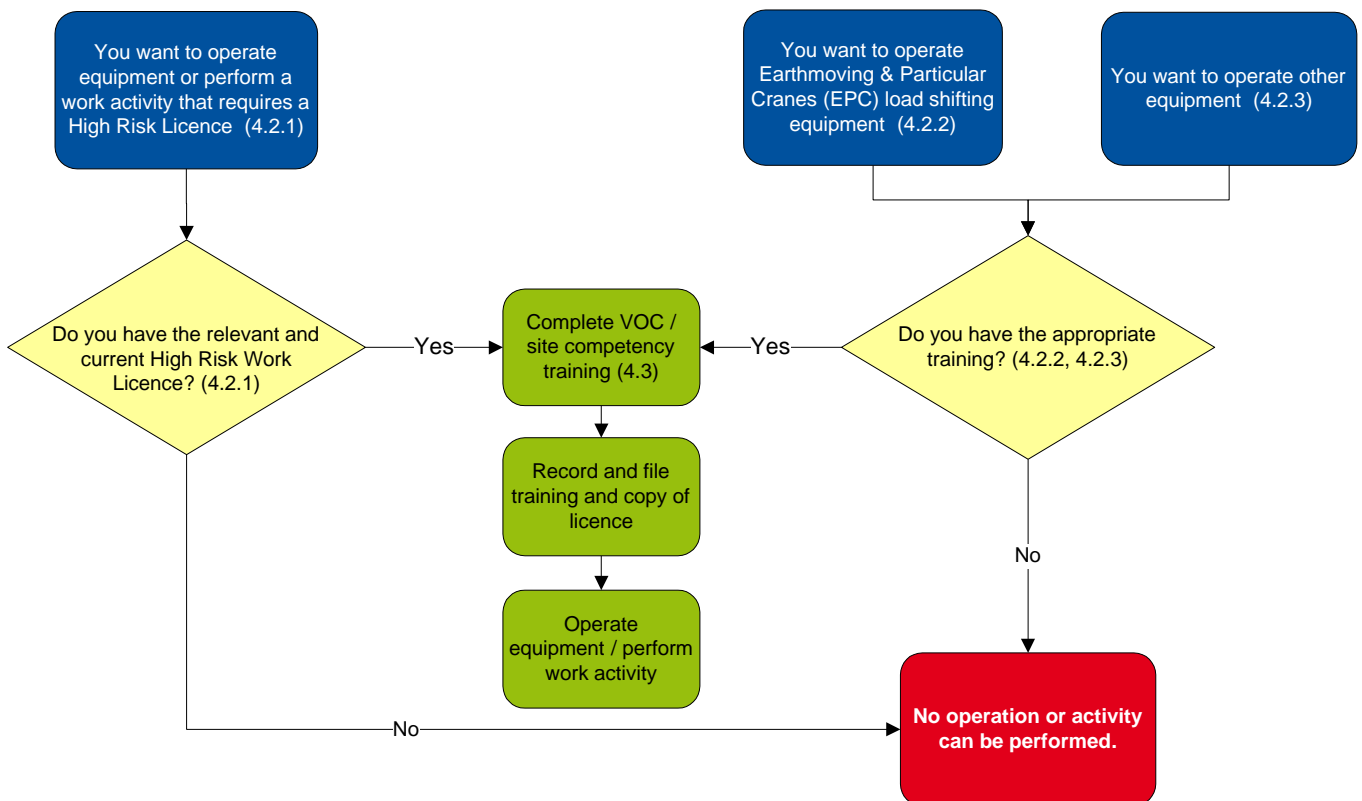 You want to operate
equipment or perform a
work activity that requires a
High Risk Licence  (4.2.1)
You want to operate
Earthmoving & Particular
Cranes (EPC) load shifting
equipment  (4.2.2)
You want to operate other
equipment  (4.2.3)
Do you have the relevant and
current High Risk Work
Licence? (4.2.1)
Yes
Complete VOC /
site competency
training (4.3)
Yes
Do you have the appropriate
training? (4.2.2, 4.2.3)
Record and file
training and copy of
licence
Operate
equipment / perform
work activity
No
No
No operation or activity
can be performed.